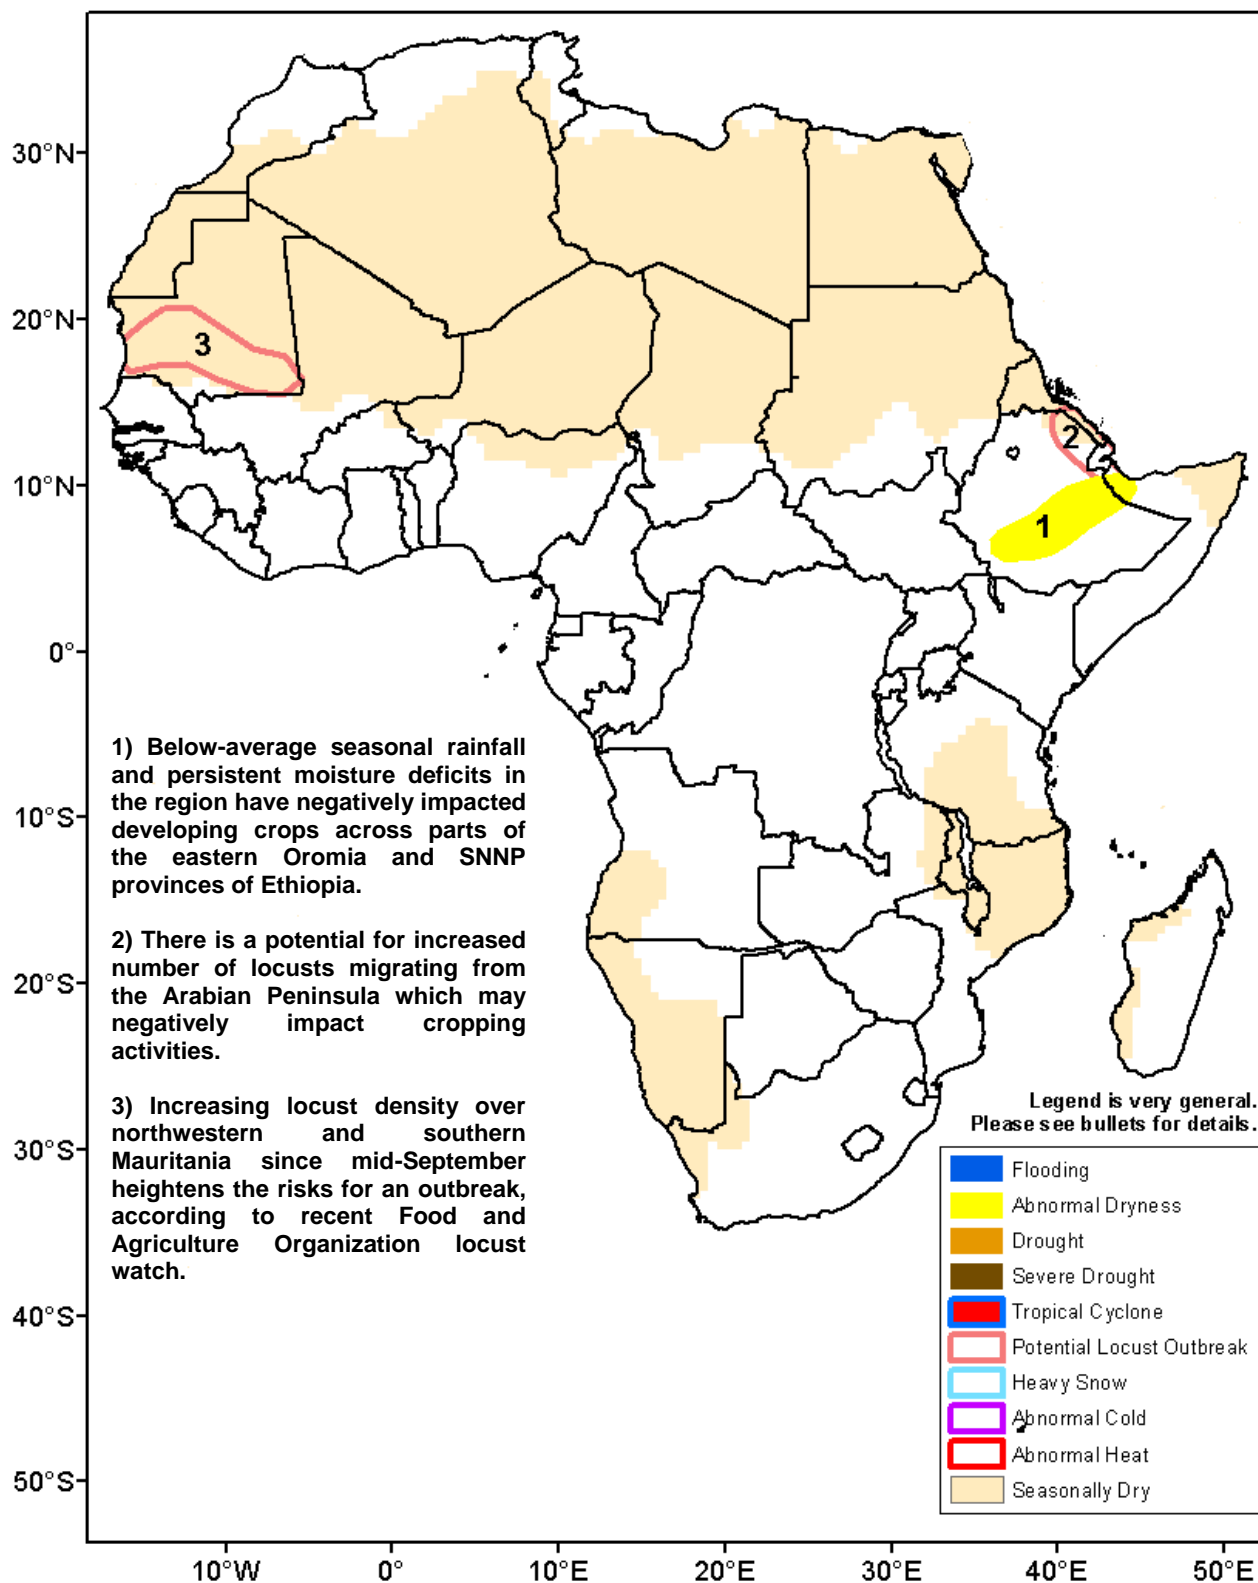 30°N
20°N
10°N
0°
10°S
20°S
30°S
40°S
50°S
3
2
1
1) Below-average seasonal rainfall
and persistent moisture deficits in
the region have negatively impacted
developing crops across parts of
the eastern Oromia and SNNP
provinces of Ethiopia.
2) There is a potential for increased
number of locusts migrating from
the Arabian Peninsula which may
negatively impact cropping
activities.
3) Increasing locust density over
northwestern and southern
Mauritania since mid-September
heightens the risks for an outbreak,
according to recent Food and
Agriculture Organization locust
watch.
Legend is very general.
Please see bullets for details.
Flooding
Abnormal Dryness
Drought
Severe Drought
Tropical Cyclone
Potential Locust Outbreak
Heavy Snow
Abnormal Cold
Abnormal Heat
Seasonally Dry
10°W 0° 10°E 20°E 30°E 40°E 50°E